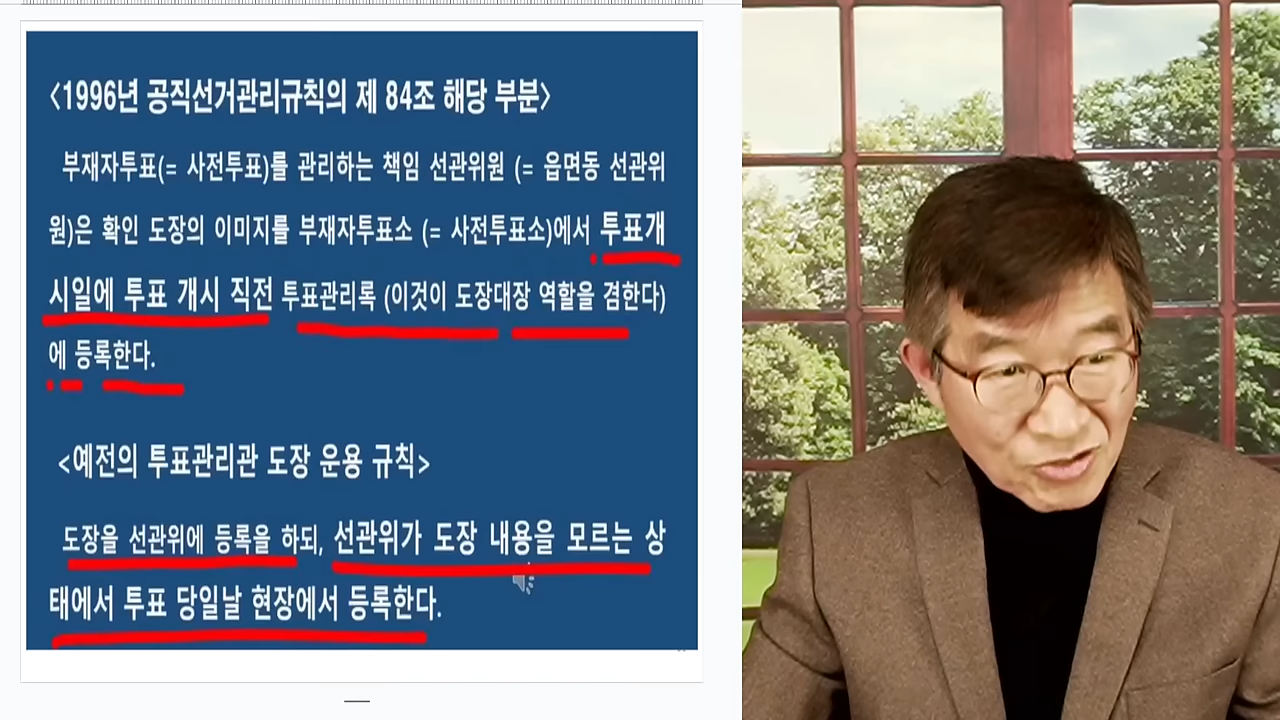 <1996년 공직선거관리규칙의 제 84조 해당 부분>
부재자투표(= 사전투표)를 관리하는 책임 선관위원 (= 읍면동 선관위
원)은 확인 도장의 이미지를 부재자투표소 (= 사전투표소)에서 투표개
시일에 투표 개시 직전 투표관리록 (이것이 도장대장 역할을 겸한다)
에 등록한다.
<예전의 투표관리관 도장 운용 규칙>
도장을 선관위에 등록을 하되, 선관위가 도장 내용을 모르는 상
태에서 투표 당일날 현장에서 등록한다.